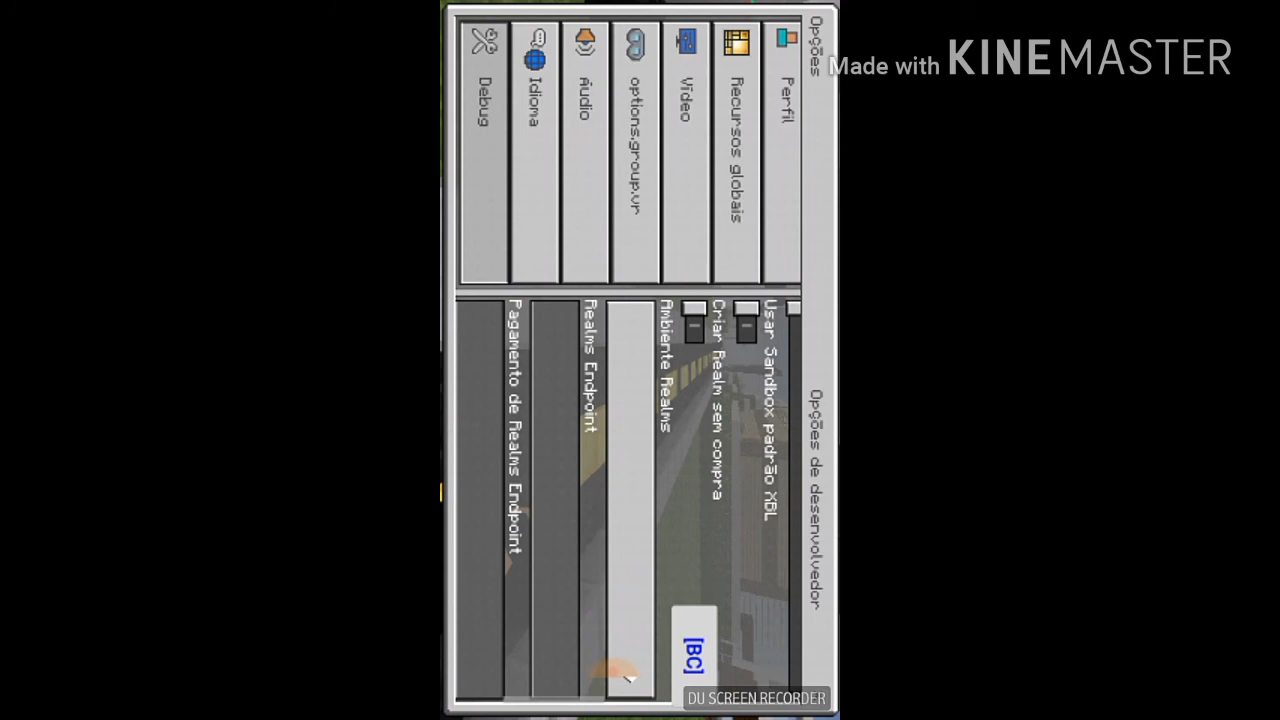 Opções
Perfil
Recursos globais
Vídeo
options.group.vr
Áudio
Idioma
Debug
Opções de desenvolvedor
Usar Sandbox padrão XBL
Criar Realm sem compra
Ambiente Realms
Realms Endpoint
Pagamento de Realms Endpoint
[BC]
Made with KINEMASTER
DU SCREEN RECORDER